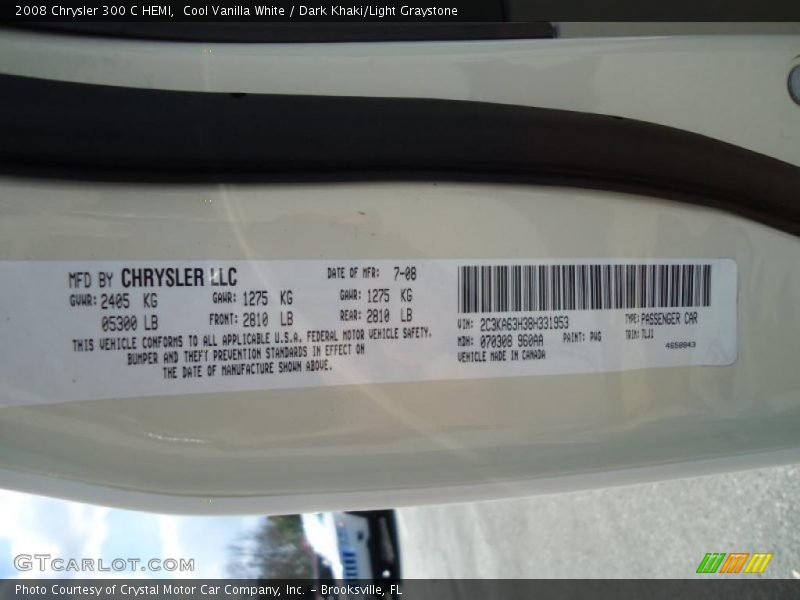 2008 Chrysler 300 C HEMI,  Cool Vanilla White / Dark Khaki/Light Graystone
MFD BY CHRYSLER LLC
DATE OF MFR: 7-08
GVWR: 2405 KG
GAWR: 1275 KG
GAWR: 1275 KG
05300 LB
FRONT: 2810 LB
REAR: 2810 LB
THIS VEHICLE CONFORMS TO ALL APPLICABLE U.S.A. FEDERAL MOTOR VEHICLE SAFETY,
BUMPER AND THEFT PREVENTION STANDARDS IN EFFECT ON
THE DATE OF MANUFACTURE SHOWN ABOVE.
VIN: 2C3KA63H38H331953
TYPE: PASSENGER CAR
MDH: 070308 960AA
PAINT: PWG
TRIM: TLJ1
VEHICLE MADE IN CANADA
4650843
GTCARLOT.COM
Photo Courtesy of Crystal Motor Car Company, Inc. – Brooksville, FL